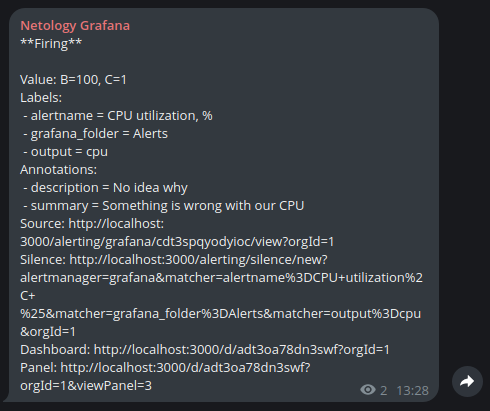 Netology Grafana
**Firing**
Value: B=100, C=1
Labels:
- alertname = CPU utilization, %
- grafana_folder = Alerts
- output = cpu
Annotations:
- description = No idea why
- summary = Something is wrong with our CPU
Source: http://localhost:
3000/alerting/grafana/cdt3spqyodyioc/view?orgId=1
Silence: http://localhost:3000/alerting/silence/new?
alertmanager=grafana&matcher=alertname%3DCPU+utilization%2
C+
%25&matcher=grafana_folder%3DAlerts&matcher=output%3Dcpu
&orgId=1
Dashboard: http://localhost:3000/d/adt3oa78dn3swf?orgId=1
Panel: http://localhost:3000/d/adt3oa78dn3swf?
orgId=1&viewPanel=3
2 13:28